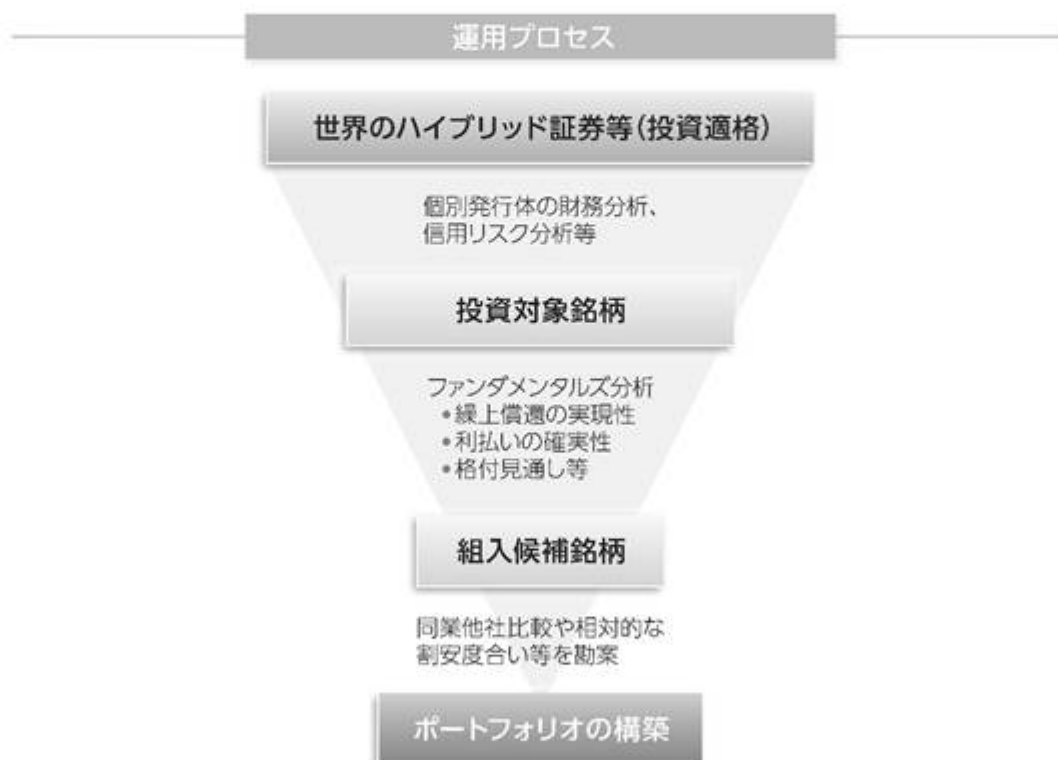 運用プロセス
世界のハイブリッド証券等(投資適格)
個別発行体の財務分析、
信用リスク分析等
投資対象銘柄
ファンダメンタルズ分析
•繰上償還の実現性
•利払いの確実性
•格付見通し等
組入候補銘柄
同業他社比較や相対的な
割安度合い等を勘案
ポートフォリオの構築